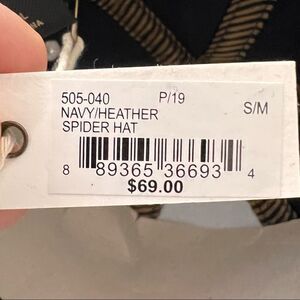 505-040 P/19
NAVY/HEATHER S/M
SPIDER HAT
8 89365 36693 4
$69.00